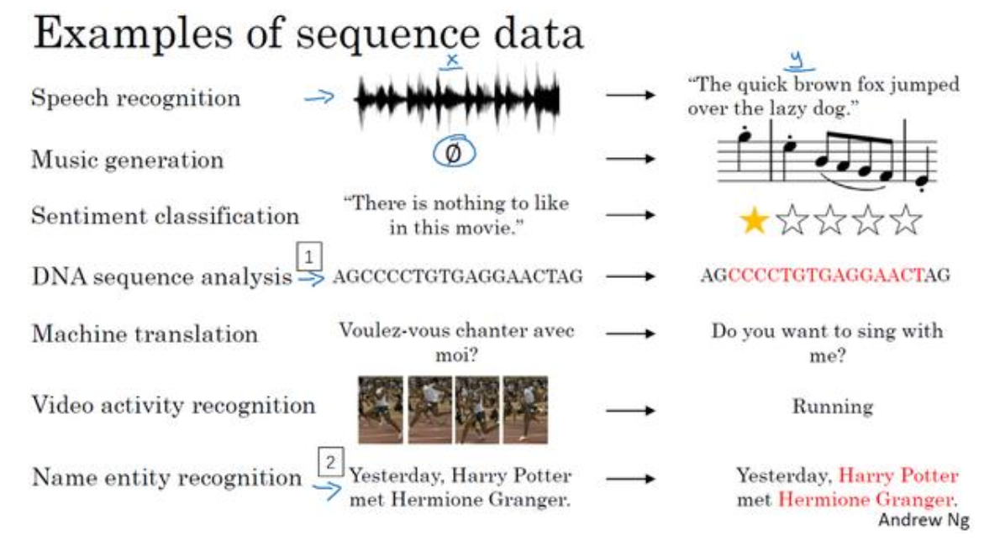 Examples of sequence data
x
y
Speech recognition
"The quick brown fox jumped
over the lazy dog."
Music generation
Ø
Sentiment classification
"There is nothing to like
in this movie."
1
DNA sequence analysis
AGCCCCTGTGAGGAACTAG
AGCCCCTGTGAGGAACTAG
Machine translation
Voulez-vous chanter avec
moi?
Do you want to sing with
me?
Video activity recognition
Running
2
Name entity recognition
Yesterday, Harry Potter
met Hermione Granger.
Yesterday, Harry Potter
met Hermione Granger.
Andrew Ng